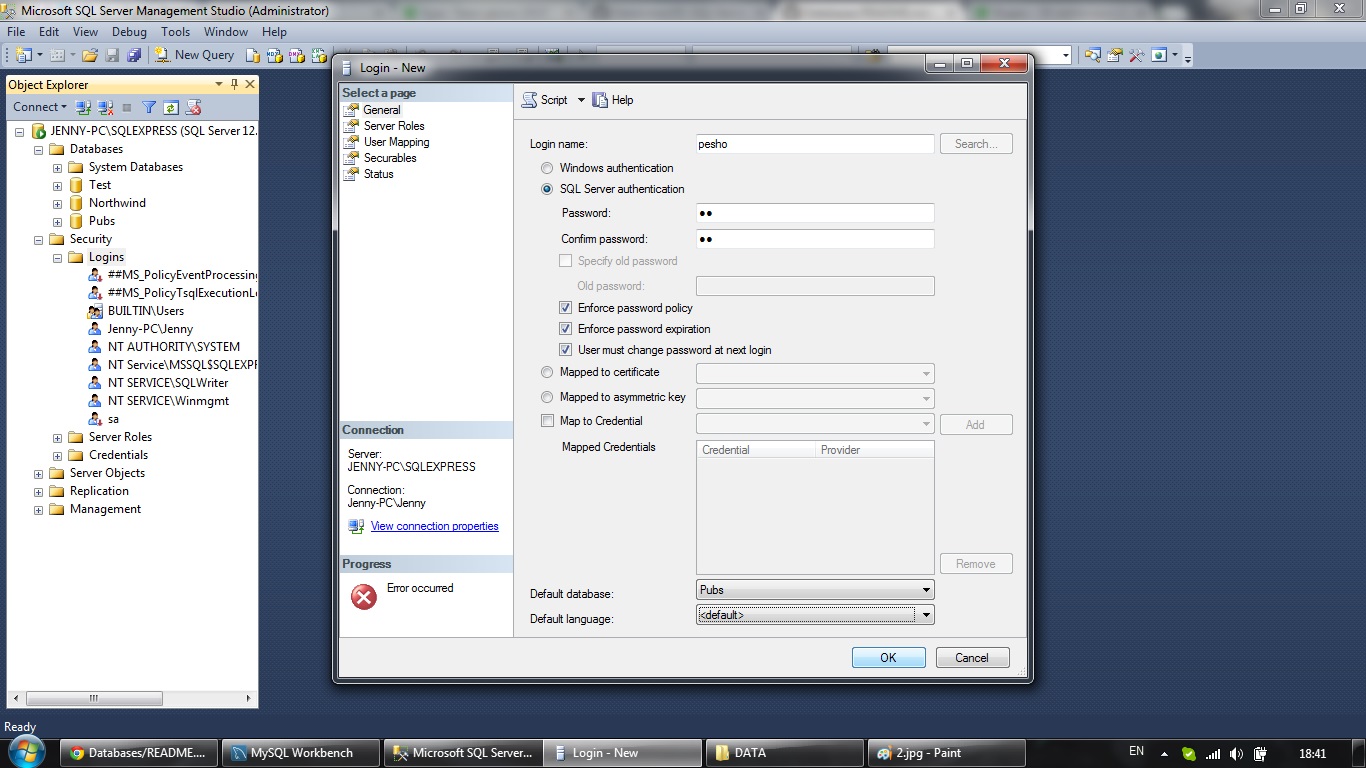 Microsoft SQL Server Management Studio (Administrator)
File Edit View Debug Tools Window Help
New Query
Object Explorer
Connect
JENNY-PC\SQLEXPRESS (SQL Server 12.
Databases
System Databases
Test
Northwind
Pubs
Security
Logins
##MS_PolicyEventProcessing
##MS_PolicyTsqlExecutionLo
BUILTIN\Users
Jenny-PC\Jenny
NT AUTHORITY\SYSTEM
NT Service\MSSQL$SQLEXPR
NT SERVICE\SQLWriter
NT SERVICE\Winmgmt
sa
Server Roles
Credentials
Server Objects
Replication
Management
Login - New
Select a page
General
Server Roles
User Mapping
Securables
Status
Connection
Server:
JENNY-PC\SQLEXPRESS
Connection:
Jenny-PC\Jenny
View connection properties
Progress
Error occurred
Script Help
Login name: pesho Search...
Windows authentication
SQL Server authentication
Password: ●●
Confirm password: ●●
Specify old password
Old password:
Enforce password policy
Enforce password expiration
User must change password at next login
Mapped to certificate
Mapped to asymmetric key
Map to Credential Add
Mapped Credentials Credential Provider
Remove
Default database: Pubs
Default language: <default>
OK Cancel
Ready
Databases/README.... MySQL Workbench Microsoft SQL Server... Login - New DATA 2.jpg - Paint EN 18:41